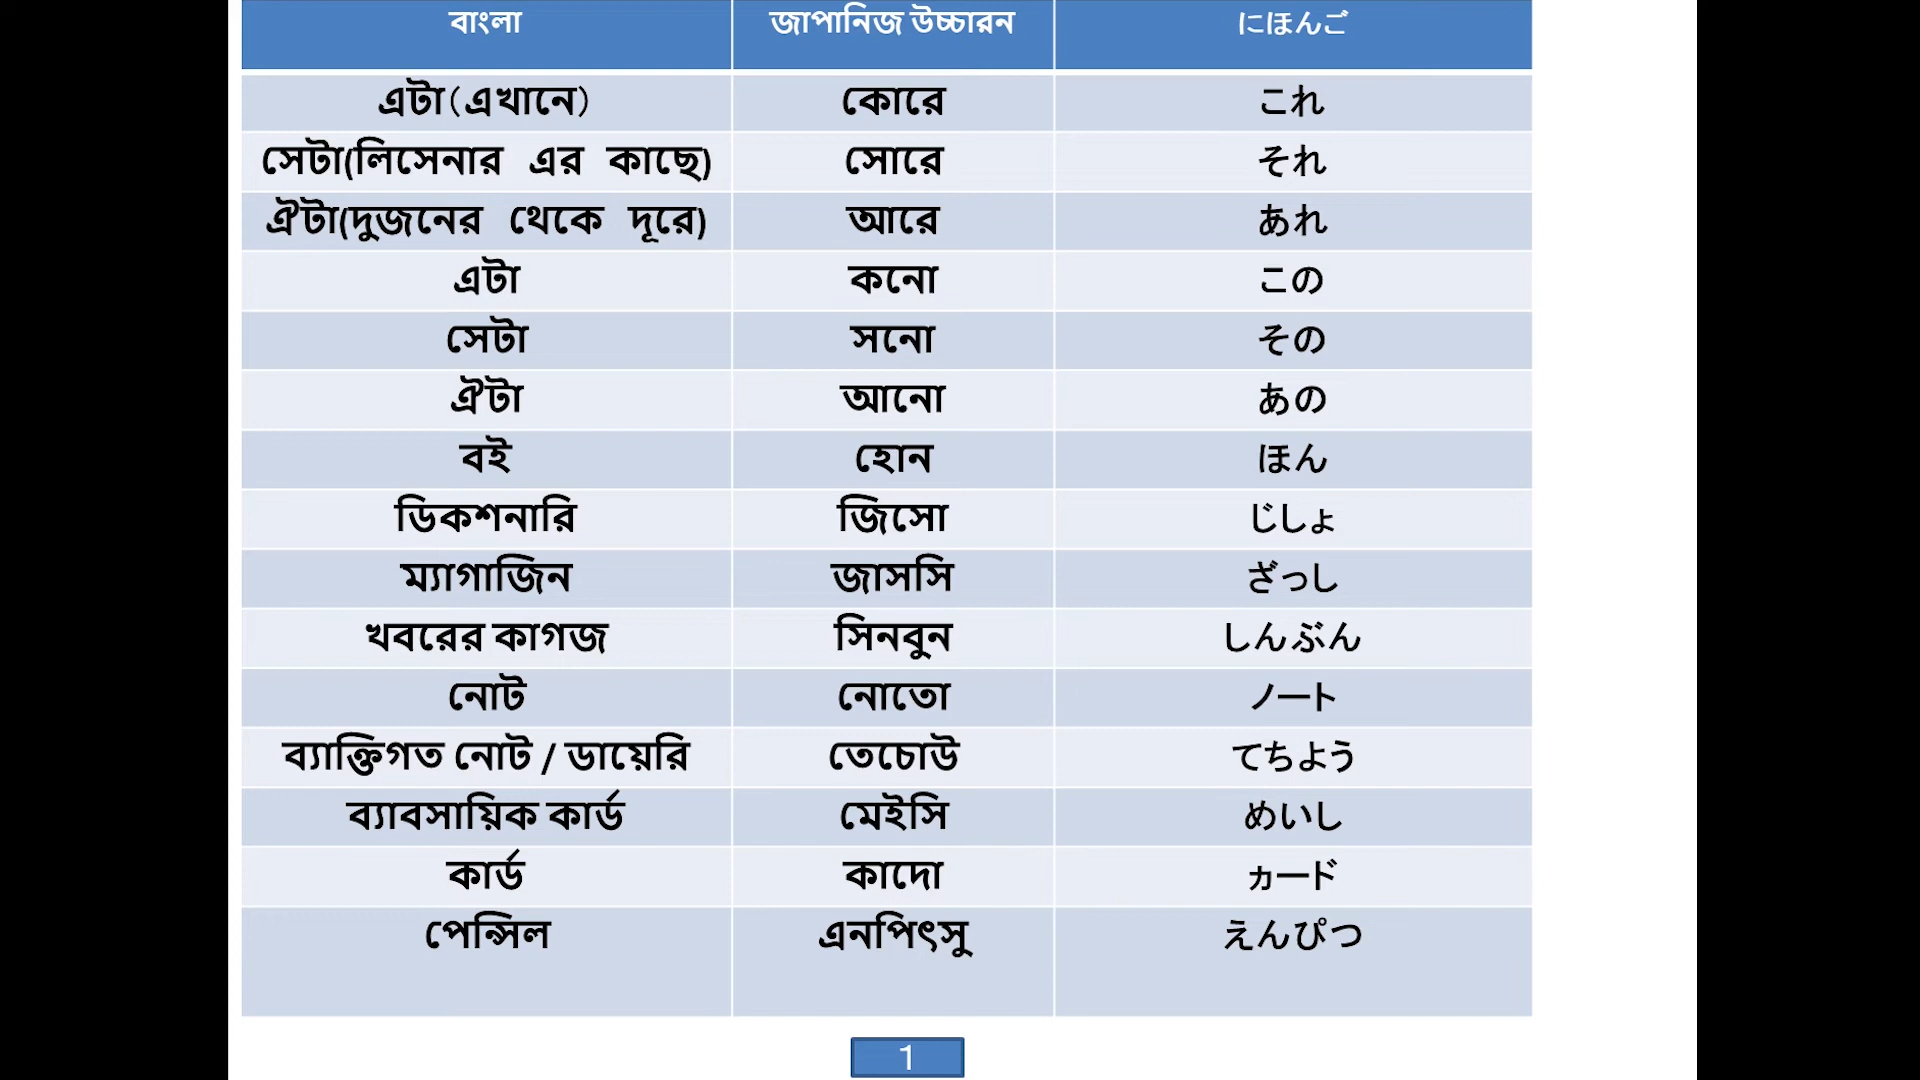 বাংলা জাপানিজ উচ্চারন にほんご
এটা(এখানে) কোরে これ
সেটা(লিসেনার এর কাছে) সোরে それ
ঐটা(দুজনের থেকে দূরে) আরে あれ
এটা কনো この
সেটা সনো その
ঐটা আনো あの
বই হোন ほん
ডিকশনারি জিসো じしょ
ম্যাগাজিন জাসসি ざっし
খবরের কাগজ সিনবুন しんぶん
নোট নোতো ノート
ব্যাক্তিগত নোট / ডায়েরি তেচোউ てちよう
ব্যাবসায়িক কার্ড মেইসি めいし
কার্ড কাদো ヵード
পেন্সিল এনপিৎসু えんぴつ
1